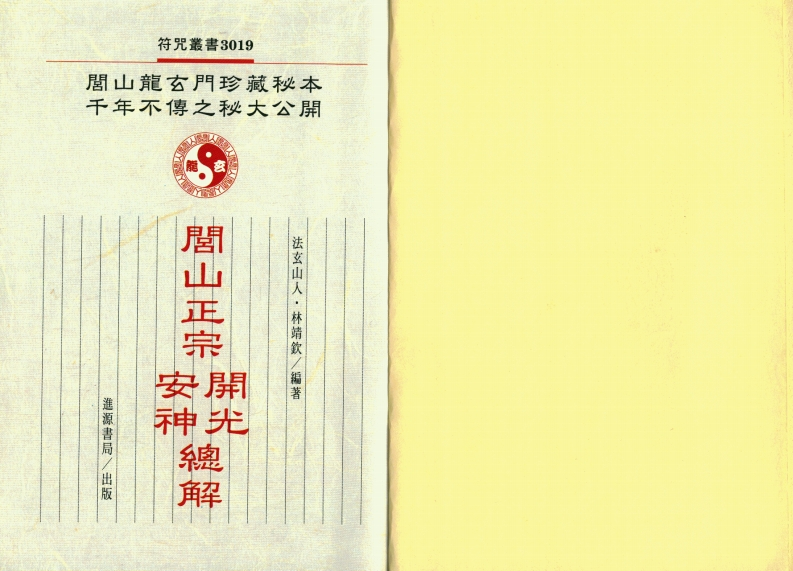 符咒叢書3019
閭山龍玄門珍藏秘本
千年不傳之秘大公開
龍 玄
法玄山人・林靖欽/編著
閭山正宗
開光
安神
總解
進源書局/出版